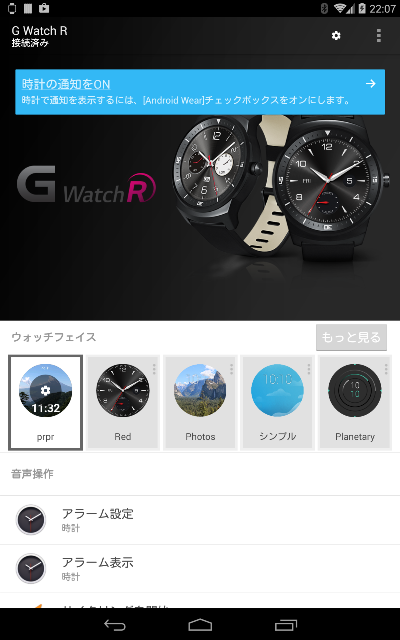 22:07
G Watch R
接続済み
時計の通知をON
時計で通知を表示するには、[Android Wear]チェックボックスをオンにします。
G Watch R
ウォッチフェイス
もっと見る
11:32
10:10
10
10
prpr
Red
Photos
シンプル
Planetary
音声操作
アラーム設定
時計
アラーム表示
時計